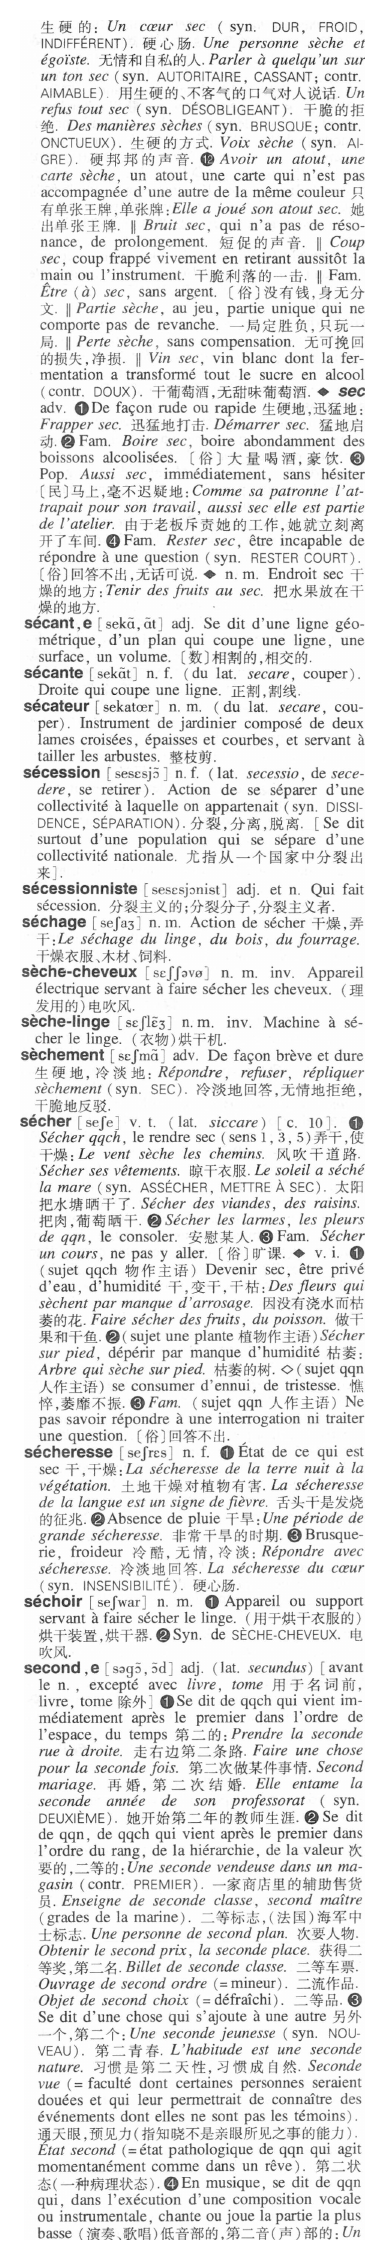 生硬的: Un cœur sec ( syn. DUR, FROID,
INDIFFÉRENT). 硬心肠. Une personne sèche et
égoïste. 无情和自私的人. Parler à quelqu'un sur
un ton sec (syn. AUTORITAIRE, CASSANT; contr.
AIMABLE). 用生硬的、不客气的口气对人说话. Un
refus tout sec (syn. DÉSOBLIGEANT). 干脆的拒
绝. Des manières sèches (syn. BRUSQUE; contr.
ONCTUEUX). 生硬的方式. Voix sèche (syn. AI-
GRE). 硬邦邦的声音. ⓬ Avoir un atout, une
carte sèche, un atout, une carte qui n'est pas
accompagnée d'une autre de la même couleur 只
有单张王牌,单张牌: Elle a joué son atout sec. 她
出单张王牌. ‖ Bruit sec, qui n'a pas de réso-
nance, de prolongement. 短促的声音. ‖ Coup
sec, coup frappé vivement en retirant aussitôt la
main ou l'instrument. 干脆利落的一击. ‖ Fam.
Être (à) sec, sans argent. 〔俗〕没有钱,身无分
文. ‖ Partie sèche, au jeu, partie unique qui ne
comporte pas de revanche. 一局定胜负,只玩一
局. ‖ Perte sèche, sans compensation. 无可挽回
的损失,净损. ‖ Vin sec, vin blanc dont la fer-
mentation a transformé tout le sucre en alcool
(contr. DOUX). 干葡萄酒,无甜味葡萄酒. ◆ sec
adv. ❶ De façon rude ou rapide 生硬地,迅猛地:
Frapper sec. 迅猛地打击. Démarrer sec. 猛地启
动. ❷ Fam. Boire sec, boire abondamment des
boissons alcoolisées. 〔俗〕大量喝酒,豪饮. ❸
Pop. Aussi sec, immédiatement, sans hésiter
〔民〕马上,毫不迟疑地: Comme sa patronne l'at-
trapait pour son travail, aussi sec elle est partie
de l'atelier. 由于老板斥责她的工作,她就立刻离
开了车间. ❹ Fam. Rester sec, être incapable de
répondre à une question (syn. RESTER COURT).
〔俗〕回答不出,无话可说. ◆ n. m. Endroit sec 干
燥的地方: Tenir des fruits au sec. 把水果放在干
燥的地方.
sécant, e [sekɑ̃, ɑ̃t] adj. Se dit d'une ligne géo-
métrique, d'un plan qui coupe une ligne, une
surface, un volume. 〔数〕相割的,相交的.
sécante [sekɑ̃t] n. f. (du lat. secare, couper).
Droite qui coupe une ligne. 正割,割线.
sécateur [sekatœr] n. m. (du lat. secare, cou-
per). Instrument de jardinier composé de deux
lames croisées, épaisses et courbes, et servant à
tailler les arbustes. 整枝剪.
sécession [sesɛsjɔ̃] n. f. (lat. secessio, de sece-
dere, se retirer). Action de se séparer d'une
collectivité à laquelle on appartenait (syn. DISSI-
DENCE, SÉPARATION). 分裂,分离,脱离. [Se dit
surtout d'une population qui se sépare d'une
collectivité nationale. 尤指从一个国家中分裂出
来].
sécessionniste [sesɛsjɔnist] adj. et n. Qui fait
sécession. 分裂主义的;分裂分子,分裂主义者.
séchage [seʃaʒ] n. m. Action de sécher 干燥,弄
干: Le séchage du linge, du bois, du fourrage.
干燥衣服、木材、饲料.
sèche-cheveux [sɛʃʃəvø] n. m. inv. Appareil
électrique servant à faire sécher les cheveux. (理
发用的)电吹风.
sèche-linge [sɛʃlɛ̃ʒ] n. m. inv. Machine à sé-
cher le linge. (衣物)烘干机.
sèchement [sɛʃmɑ̃] adv. De façon brève et dure
生硬地,冷淡地: Répondre, refuser, répliquer
sèchement (syn. SEC). 冷淡地回答,无情地拒绝,
干脆地反驳.
sécher [seʃe] v. t. (lat. siccare) [c. 10]. ❶
Sécher qqch, le rendre sec (sens 1, 3, 5) 弄干,使
干燥: Le vent sèche les chemins. 风吹干道路.
Sécher ses vêtements. 晾干衣服. Le soleil a séché
la mare (syn. ASSÉCHER, METTRE À SEC). 太阳
把水塘晒干了. Sécher des viandes, des raisins.
把肉,葡萄晒干. ❷ Sécher les larmes, les pleurs
de qqn, le consoler. 安慰某人. ❸ Fam. Sécher
un cours, ne pas y aller. 〔俗〕旷课. ◆ v. i. ❶
(sujet qqch 物作主语) Devenir sec, être privé
d'eau, d'humidité 干,变干,干枯: Des fleurs qui
sèchent par manque d'arrosage. 因没有浇水而枯
萎的花. Faire sécher des fruits, du poisson. 做干
果和干鱼. ❷ (sujet une plante 植物作主语) Sécher
sur pied, dépérir par manque d'humidité 枯萎:
Arbre qui sèche sur pied. 枯萎的树. ◇ (sujet qqn
人作主语) se consumer d'ennui, de tristesse. 憔
悴,萎靡不振. ❸ Fam. (sujet qqn 人作主语) Ne
pas savoir répondre à une interrogation ni traiter
une question. 〔俗〕回答不出.
sécheresse [seʃrɛs] n. f. ❶ État de ce qui est
sec 干,干燥: La sécheresse de la terre nuit à la
végétation. 土地干燥对植物有害. La sécheresse
de la langue est un signe de fièvre. 舌头干是发烧
的征兆. ❷ Absence de pluie 干旱: Une période de
grande sécheresse. 非常干旱的时期. ❸ Brusque-
rie, froideur 冷酷,无情,冷淡: Répondre avec
sécheresse. 冷淡地回答. La sécheresse du cœur
(syn. INSENSIBILITÉ). 硬心肠.
séchoir [seʃwar] n. m. ❶ Appareil ou support
servant à faire sécher le linge. (用于烘干衣服的)
烘干装置,烘干器. ❷ Syn. de SÈCHE-CHEVEUX. 电
吹风.
second, e [səgɔ̃, ɔ̃d] adj. (lat. secundus) [avant
le n., excepté avec livre, tome 用于名词前,
livre, tome 除外] ❶ Se dit de qqch qui vient im-
médiatement après le premier dans l'ordre de
l'espace, du temps 第二的: Prendre la seconde
rue à droite. 走右边第二条路. Faire une chose
pour la seconde fois. 第二次做某件事情. Second
mariage. 再婚,第二次结婚. Elle entame la
seconde année de son professorat ( syn.
DEUXIÈME). 她开始第二年的教师生涯. ❷ Se dit
de qqn, de qqch qui vient après le premier dans
l'ordre du rang, de la hiérarchie, de la valeur 次
要的,二等的: Une seconde vendeuse dans un ma-
gasin (contr. PREMIER). 一家商店里的辅助售货
员. Enseigne de seconde classe, second maître
(grades de la marine). 二等标志,(法国)海军中
士标志. Une personne de second plan. 次要人物.
Obtenir le second prix, la seconde place. 获得二
等奖,第二名. Billet de seconde classe. 二等车票.
Ouvrage de second ordre (= mineur). 二流作品.
Objet de second choix (= défraîchi). 二等品. ❸
Se dit d'une chose qui s'ajoute à une autre 另外
一个,第二个: Une seconde jeunesse (syn. NOU-
VEAU). 第二青春. L'habitude est une seconde
nature. 习惯是第二天性,习惯成自然. Seconde
vue (= faculté dont certaines personnes seraient
douées et qui leur permettrait de connaître des
événements dont elles ne sont pas les témoins).
通天眼,预见力(指知晓不是亲眼所见之事的能力).
État second (= état pathologique de qqn qui agit
momentanément comme dans un rêve). 第二状
态(一种病理状态). ❹ En musique, se dit de qqn
qui, dans l'exécution d'une composition vocale
ou instrumentale, chante ou joue la partie la plus
basse (演奏、歌唱)低音部的,第二音(声)部的: Un